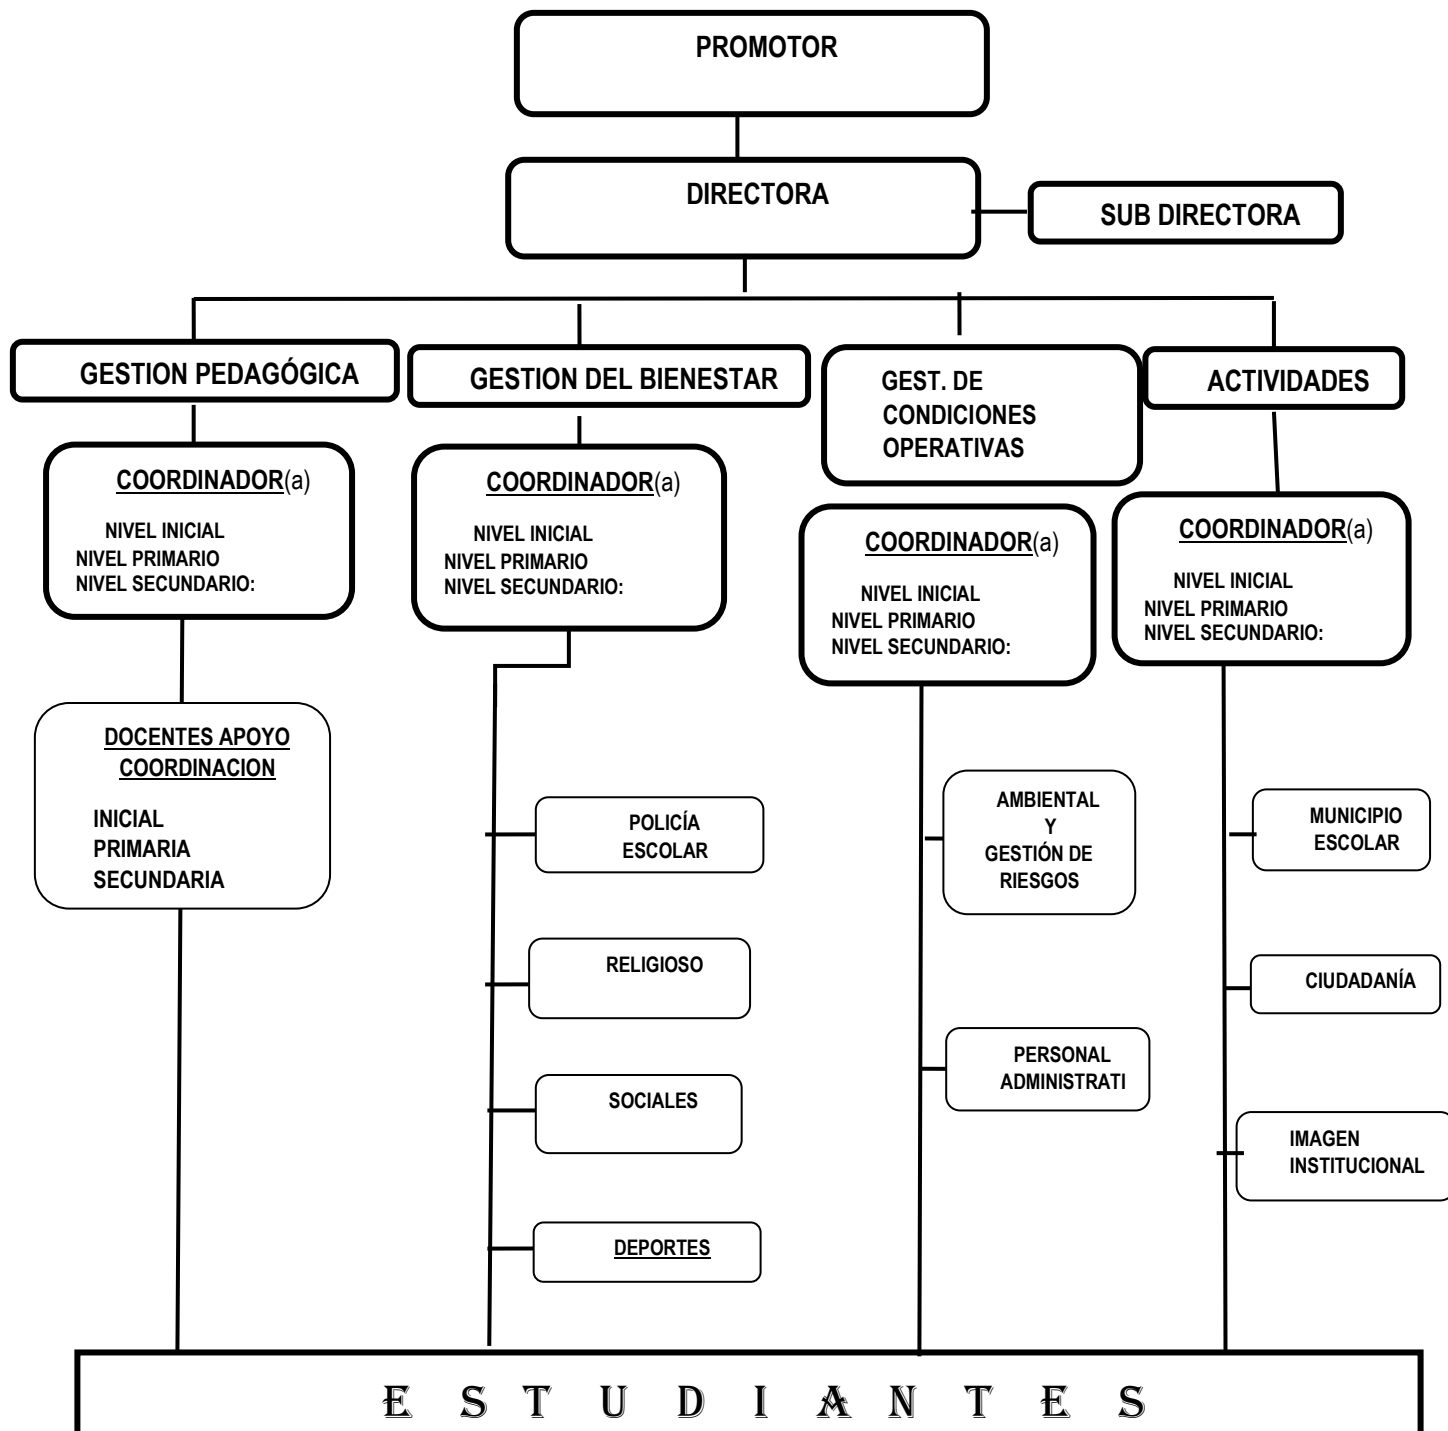 PROMOTOR
DIRECTORA
SUB DIRECTORA
GESTION PEDAGÓGICA
GESTION DEL BIENESTAR
GEST. DE
CONDICIONES
OPERATIVAS
ACTIVIDADES
COORDINADOR(a)
NIVEL INICIAL
NIVEL PRIMARIO
NIVEL SECUNDARIO:
COORDINADOR(a)
NIVEL INICIAL
NIVEL PRIMARIO
NIVEL SECUNDARIO:
COORDINADOR(a)
NIVEL INICIAL
NIVEL PRIMARIO
NIVEL SECUNDARIO:
COORDINADOR(a)
NIVEL INICIAL
NIVEL PRIMARIO
NIVEL SECUNDARIO:
DOCENTES APOYO
COORDINACION
INICIAL
PRIMARIA
SECUNDARIA
POLICÍA
ESCOLAR
RELIGIOSO
SOCIALES
DEPORTES
AMBIENTAL
Y
GESTIÓN DE
RIESGOS
PERSONAL
ADMINISTRATI
MUNICIPIO
ESCOLAR
CIUDADANÍA
IMAGEN
INSTITUCIONAL
E S T U D I A N T E S